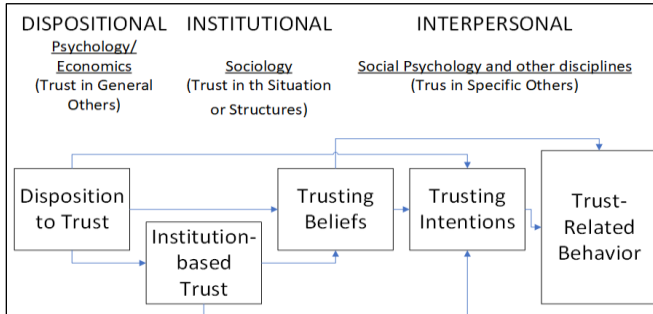 DISPOSITIONAL
Psychology/
Economics
(Trust in General
Others)
INSTITUTIONAL
Sociology
(Trust in th Situation
or Structures)
INTERPERSONAL
Social Psychology and other disciplines
(Trus in Specific Others)
Disposition
to Trust
Institution-
based
Trust
Trusting
Beliefs
Trusting
Intentions
Trust-
Related
Behavior